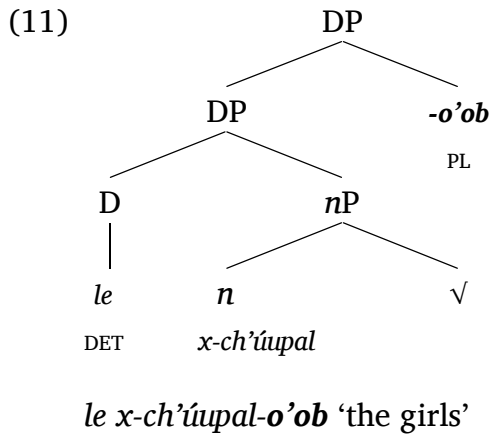 (11) DP
DP -o’ob
PL
D nP
le n √
DET x-ch’úupal
le x-ch’úupal-o’ob ‘the girls’